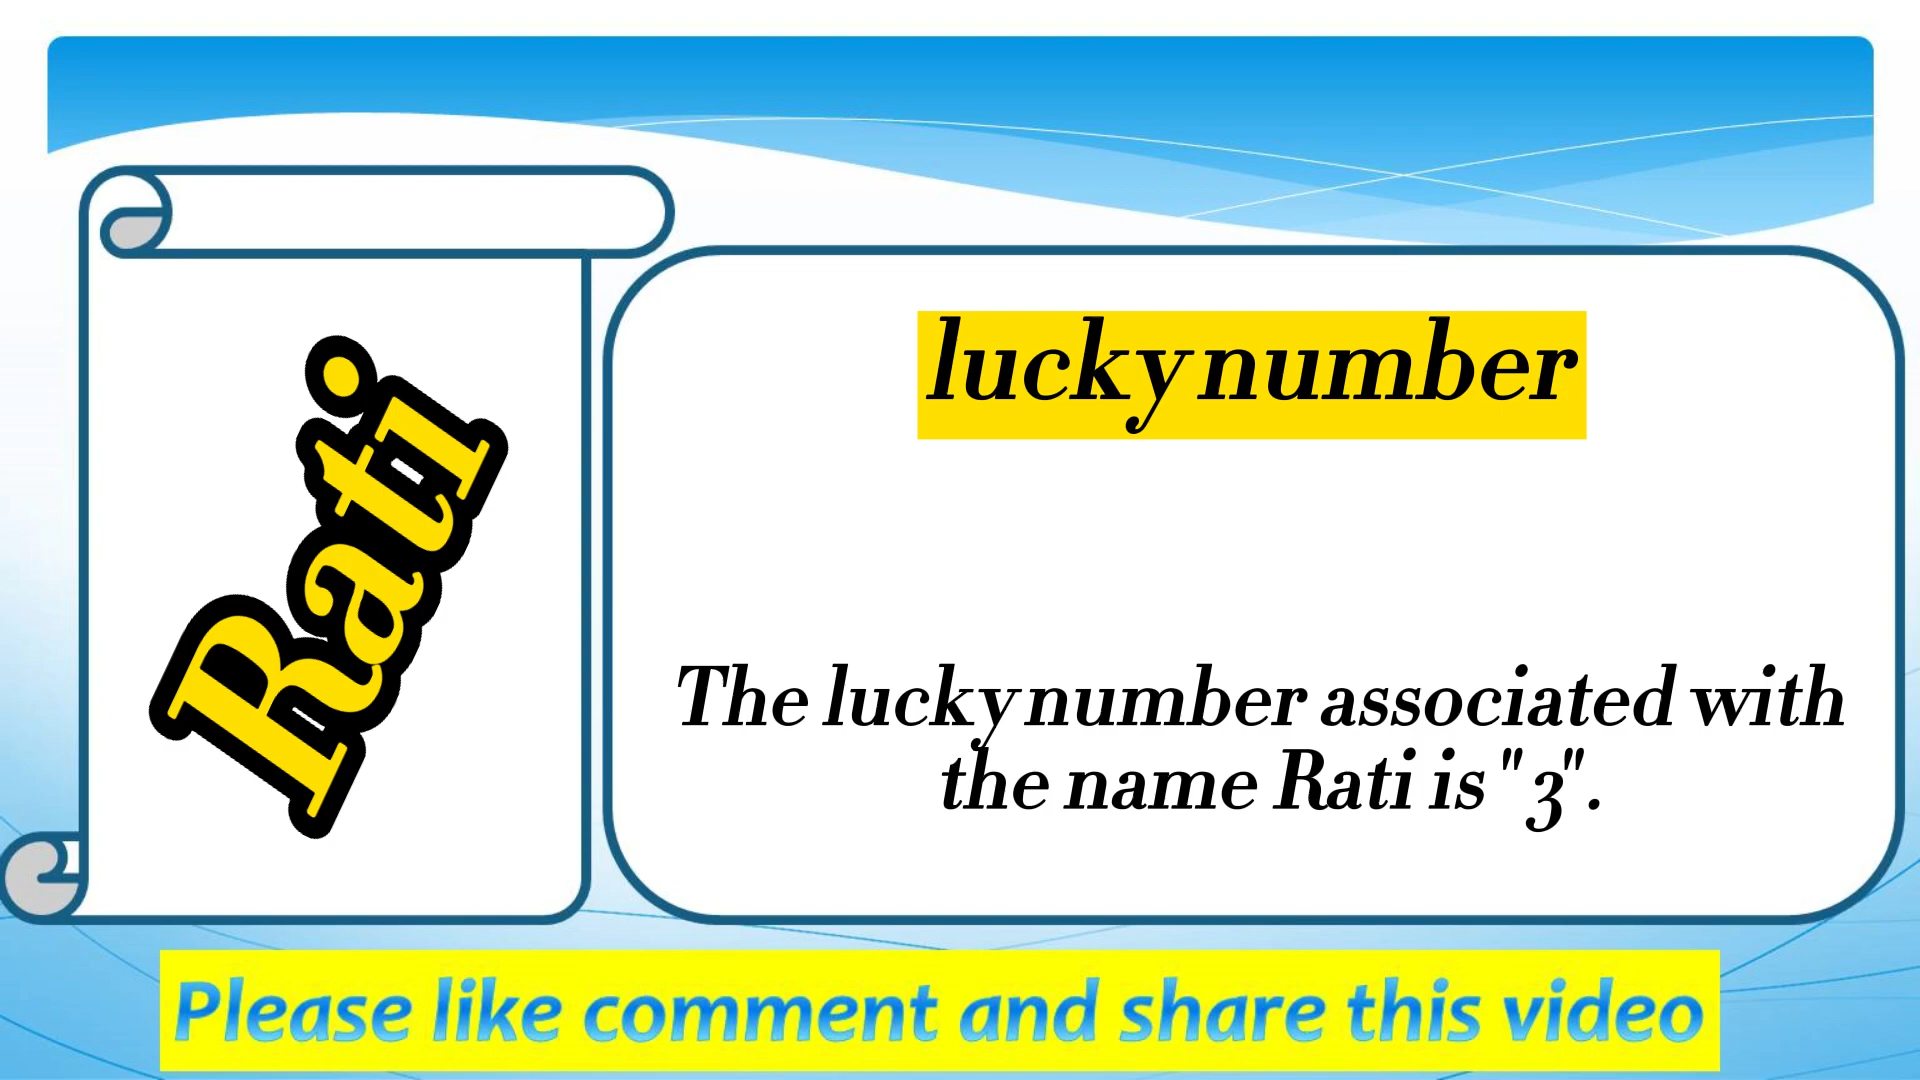 Rati
lucky number
The lucky number associated with
the name Rati is "3".
Please like comment and share this video